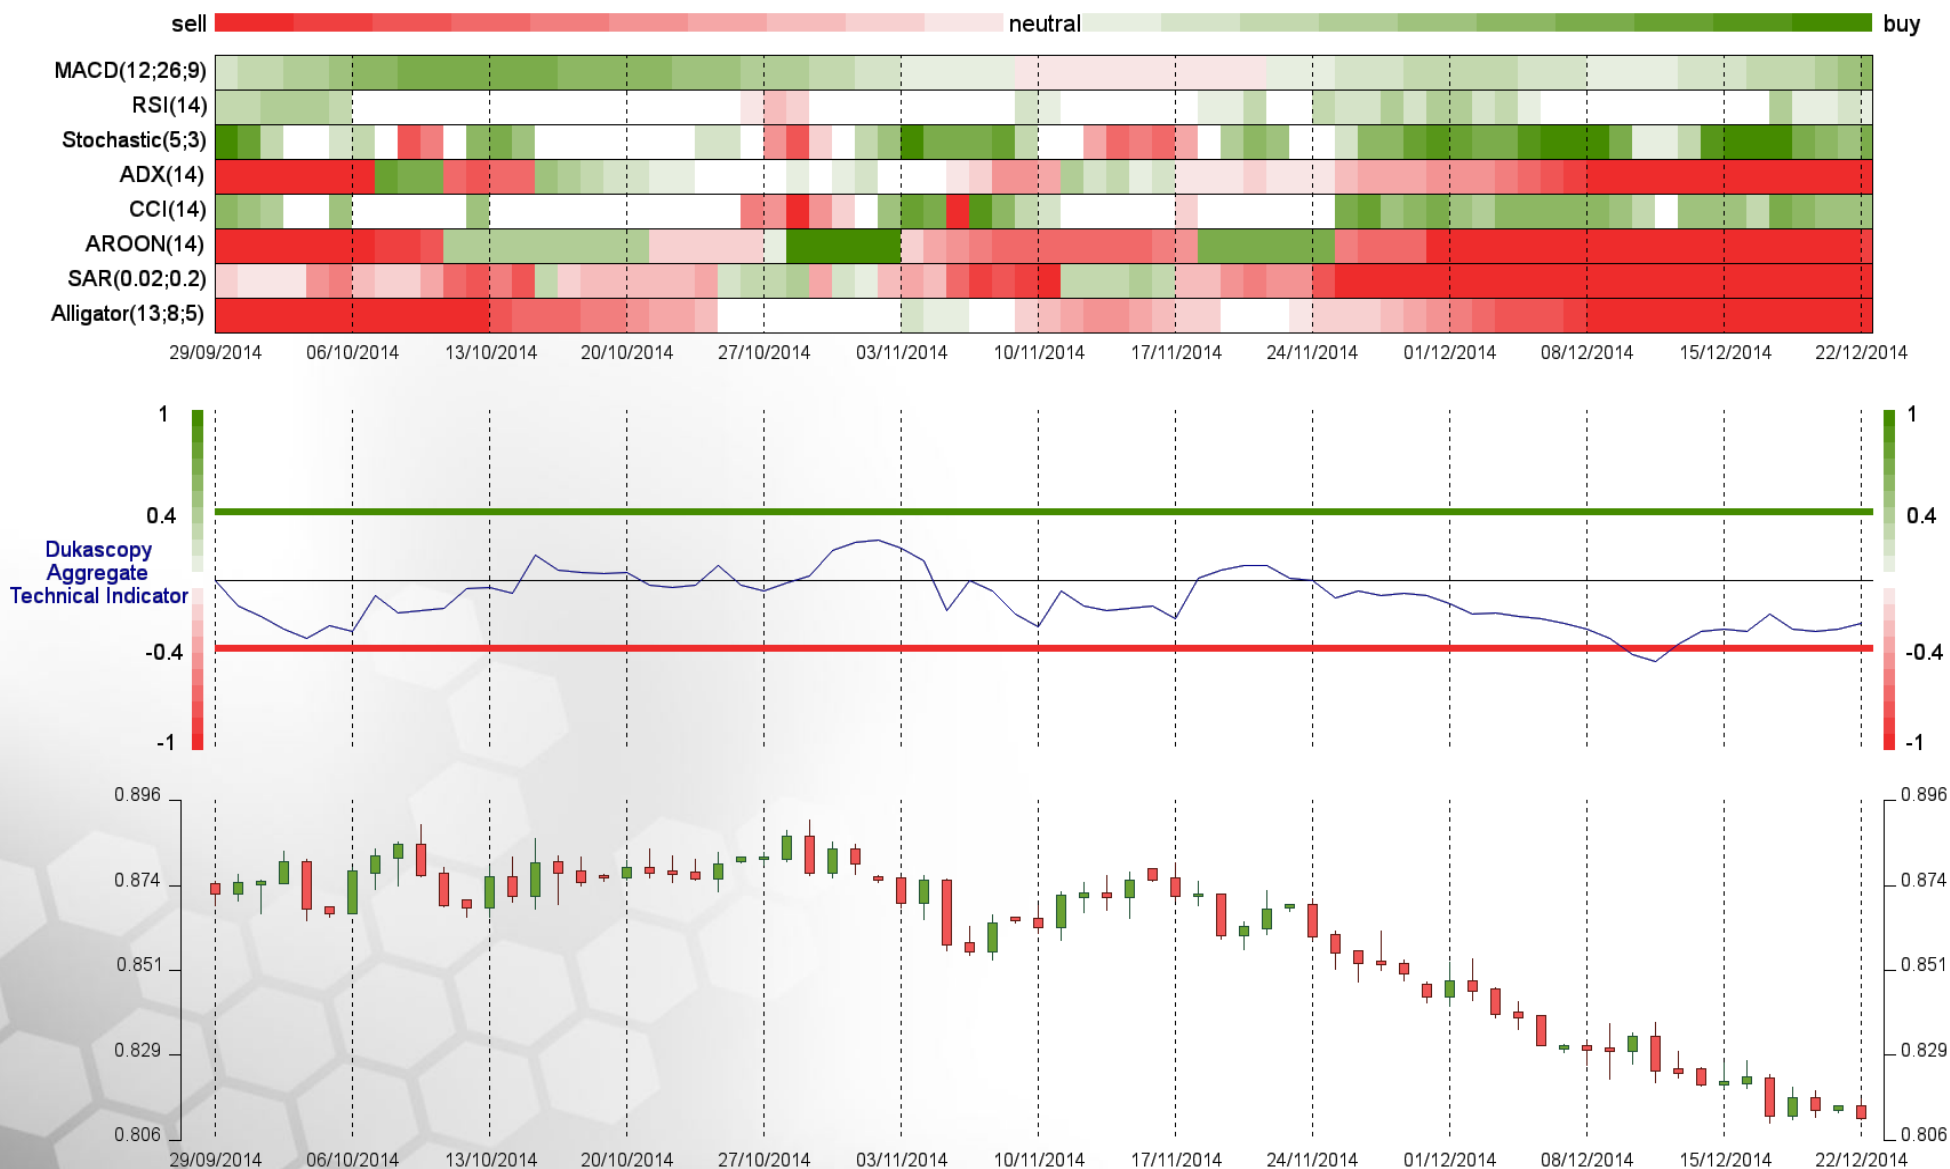 sell neutral buy
MACD(12;26;9)
RSI(14)
Stochastic(5;3)
ADX(14)
CCI(14)
AROON(14)
SAR(0.02;0.2)
Alligator(13;8;5)
29/09/2014 06/10/2014 13/10/2014 20/10/2014 27/10/2014 03/11/2014 10/11/2014 17/11/2014 24/11/2014 01/12/2014 08/12/2014 15/12/2014 22/12/2014
1 1
0.4 0.4
Dukascopy
Aggregate
Technical Indicator
-0.4 -0.4
-1 -1
0.896 0.896
0.874 0.874
0.851 0.851
0.829 0.829
0.806 0.806
29/09/2014 06/10/2014 13/10/2014 20/10/2014 27/10/2014 03/11/2014 10/11/2014 17/11/2014 24/11/2014 01/12/2014 08/12/2014 15/12/2014 22/12/2014